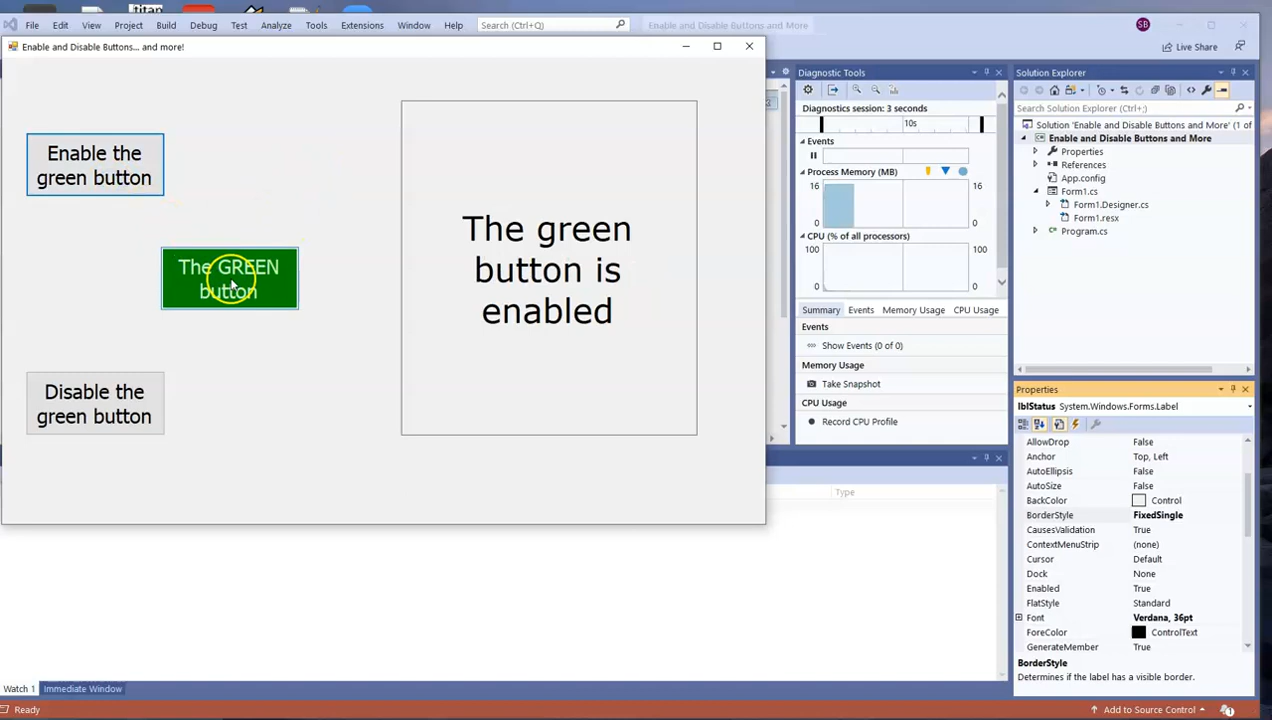 titan
File Edit View Project Build Debug Test Analyze Tools Extensions Window Help Search (Ctrl+Q) Enable and Disable Buttons and More SB
Enable and Disable Buttons... and more!
Live Share
Enable the
green button
The GREEN
button
Disable the
green button
The green
button is
enabled
Diagnostic Tools
Diagnostics session: 3 seconds
10s
Events
Process Memory (MB)
16 16
0 0
CPU (% of all processors)
100 100
0 0
Summary Events Memory Usage CPU Usage
Events
Show Events (0 of 0)
Memory Usage
Take Snapshot
CPU Usage
Record CPU Profile
Type
Solution Explorer
Search Solution Explorer (Ctrl+;)
Solution 'Enable and Disable Buttons and More' (1 of
Enable and Disable Buttons and More
Properties
References
App.config
Form1.cs
Form1.Designer.cs
Form1.resx
Program.cs
Properties
lblStatus System.Windows.Forms.Label
AllowDrop False
Anchor Top, Left
AutoEllipsis False
AutoSize False
BackColor Control
BorderStyle FixedSingle
CausesValidation True
ContextMenuStrip (none)
Cursor Default
Dock None
Enabled True
FlatStyle Standard
Font Verdana, 36pt
ForeColor ControlText
GenerateMember True
BorderStyle
Determines if the label has a visible border.
Watch 1 Immediate Window
Ready
Add to Source Control 1